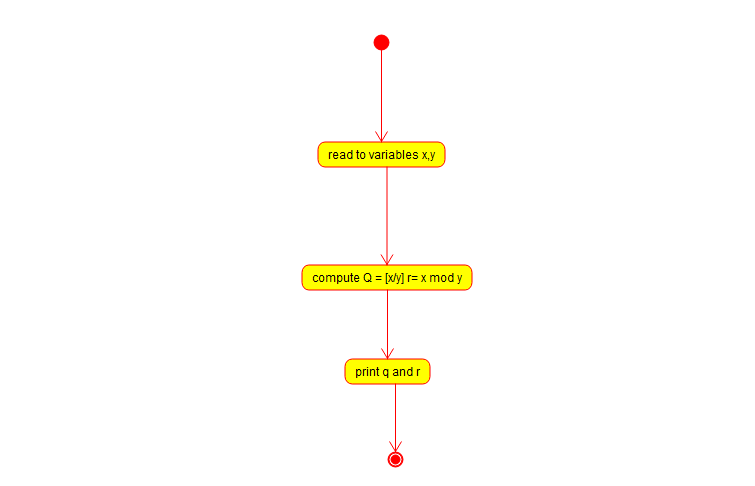 read to variables x,y
compute Q = [x/y] r= x mod y
print q and r